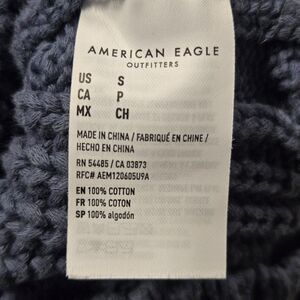 AMERICAN EAGLE
OUTFITTERS
US S
CA P
MX CH
MADE IN CHINA / FABRIQUÉ EN CHINE /
HECHO EN CHINA
RN 54485 / CA 03873
RFC# AEM120605U9A
EN 100% COTTON
FR 100% COTON
SP 100% algodón